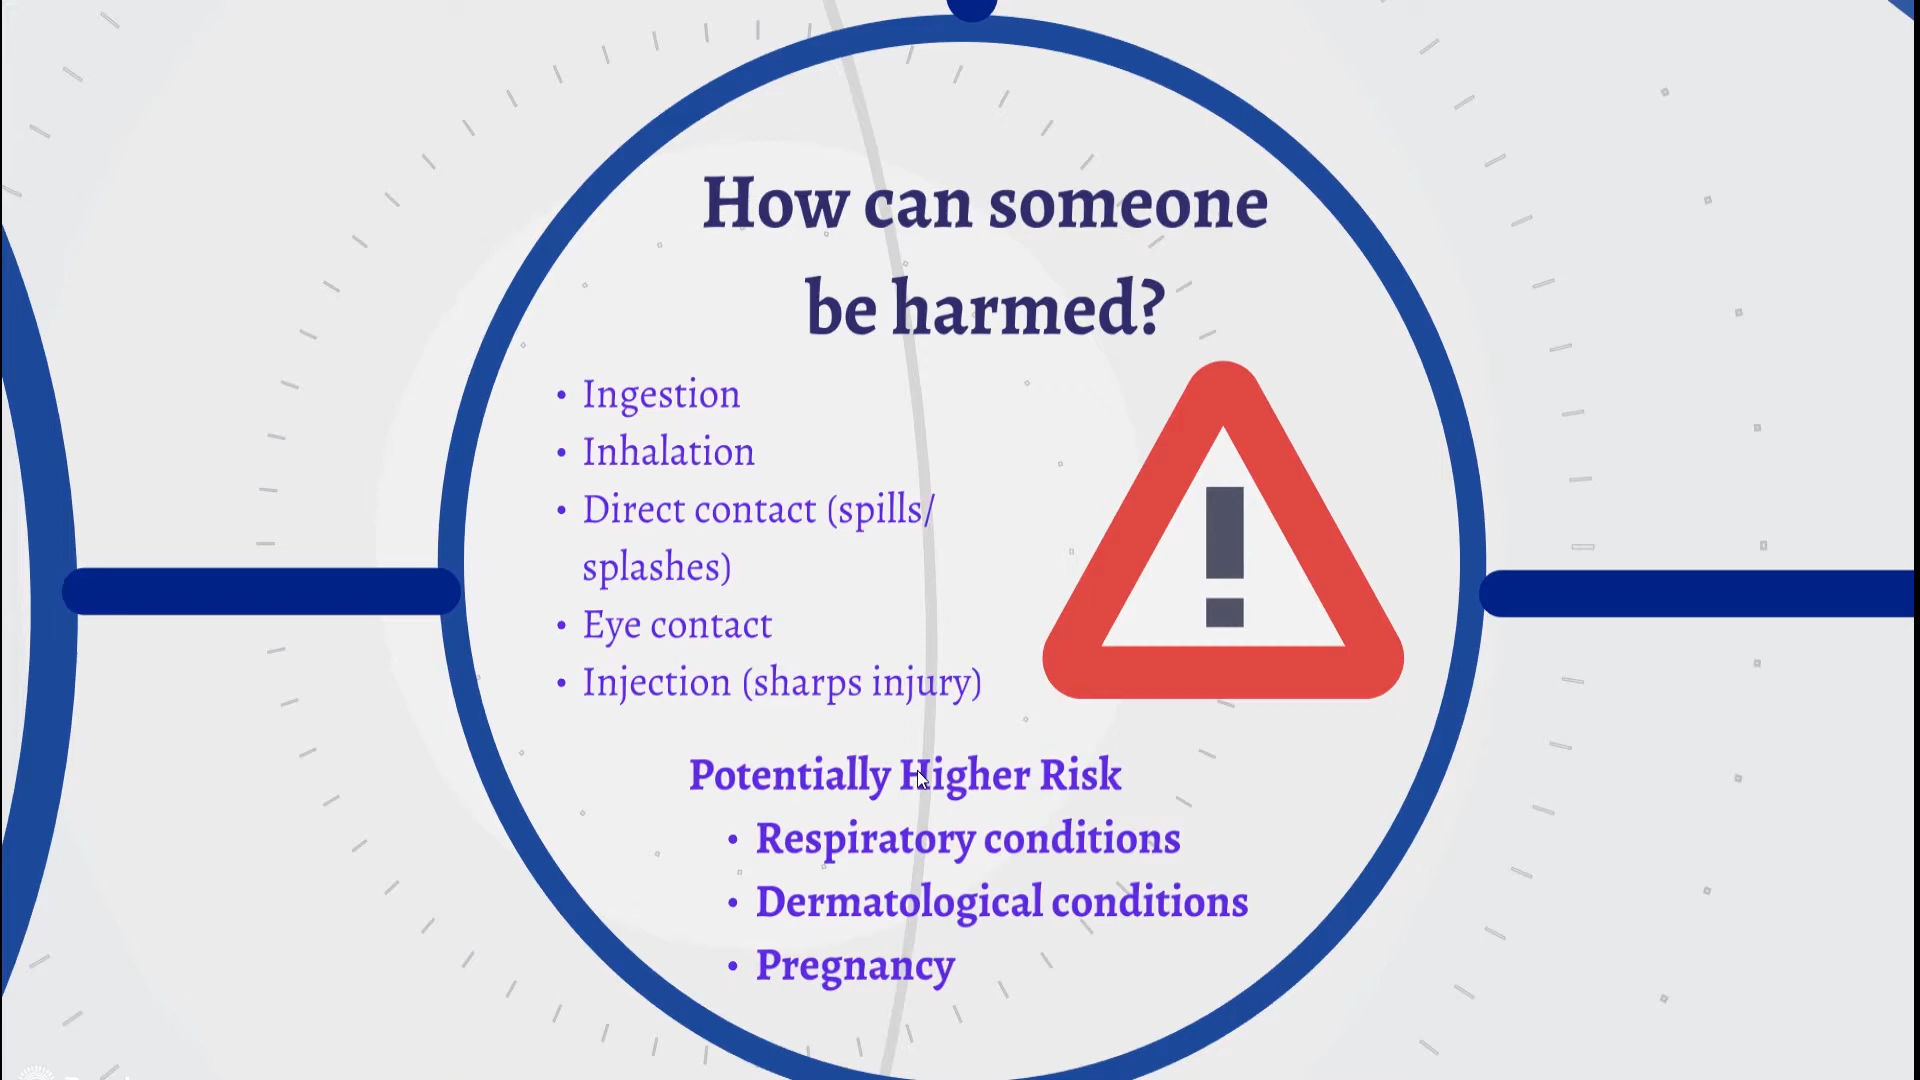 How can someone
be harmed?
• Ingestion
• Inhalation
• Direct contact (spills/
splashes)
• Eye contact
• Injection (sharps injury)
Potentially Higher Risk
• Respiratory conditions
• Dermatological conditions
• Pregnancy